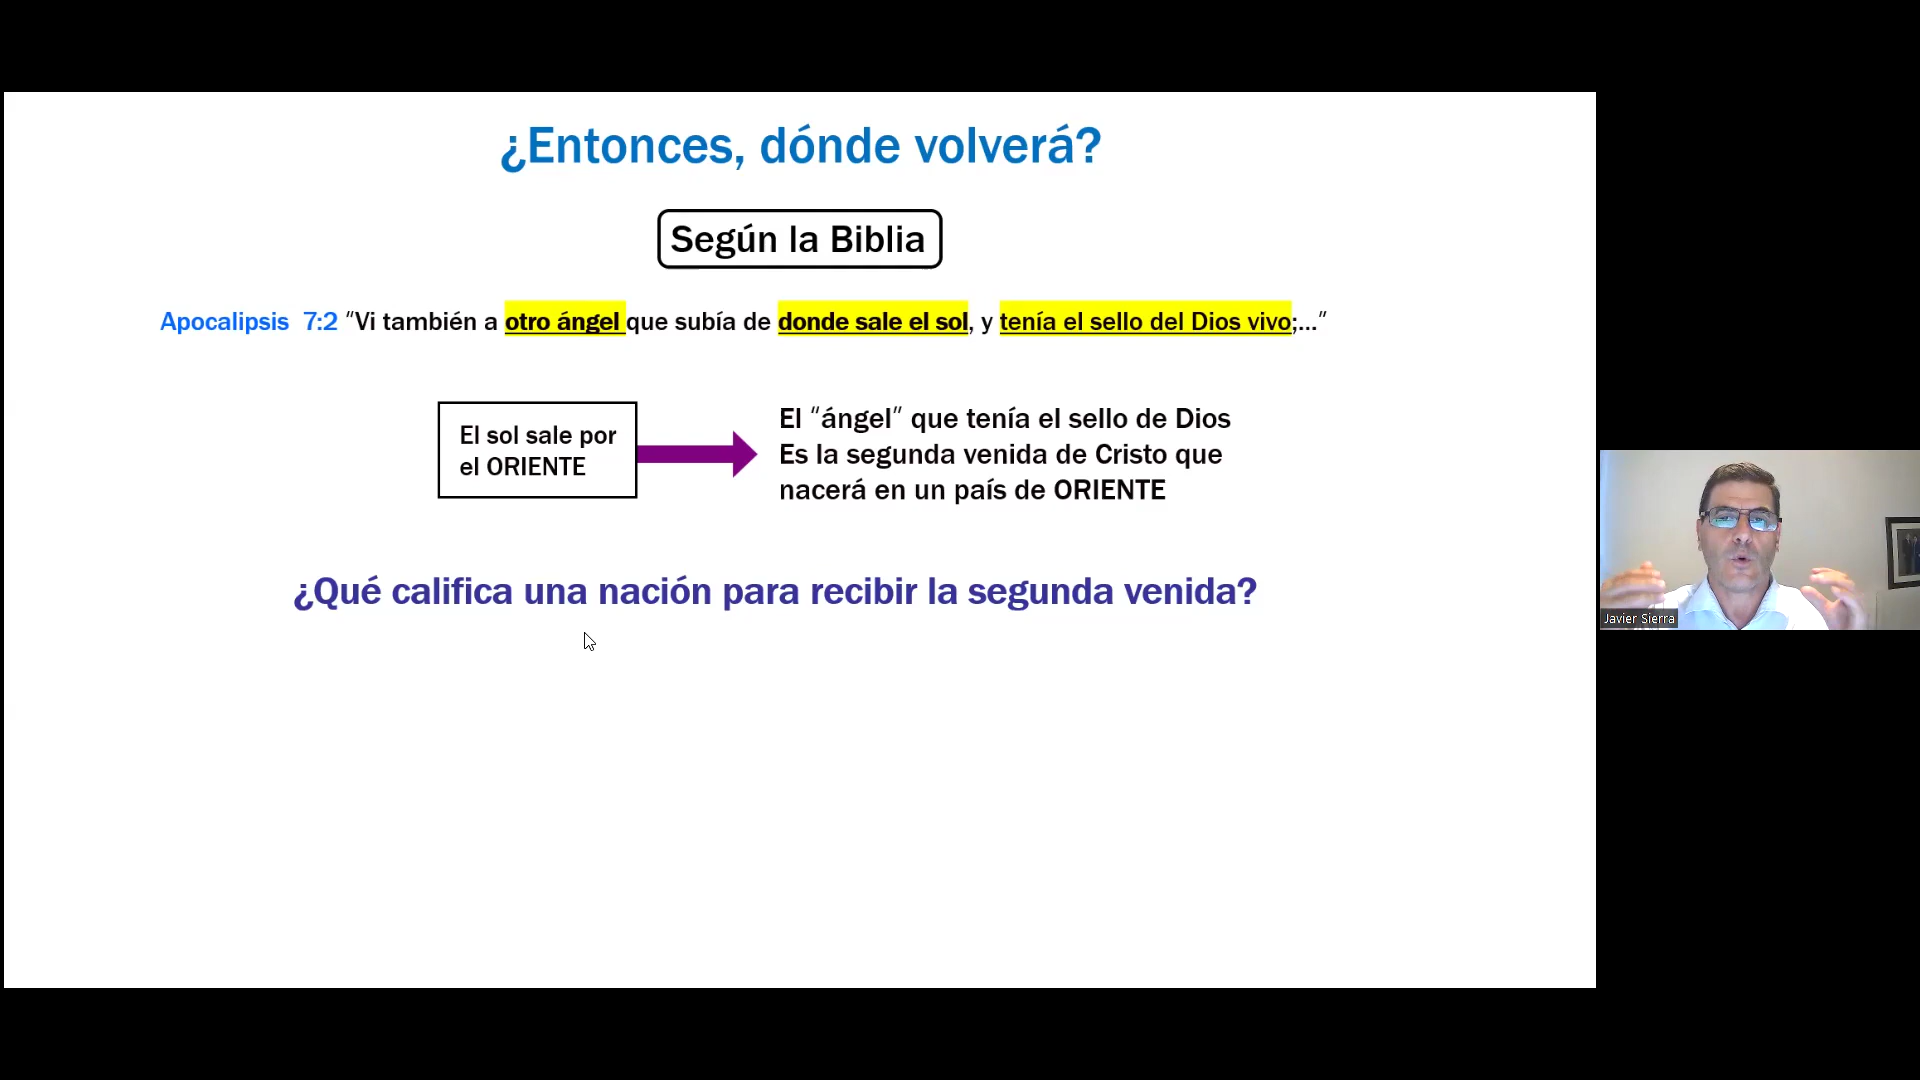 ¿Entonces, dónde volverá?
Según la Biblia
Apocalipsis 7:2 “Vi también a otro ángel que subía de donde sale el sol, y tenía el sello del Dios vivo;...”
El sol sale por
el ORIENTE
El “ángel” que tenía el sello de Dios
Es la segunda venida de Cristo que
nacerá en un país de ORIENTE
¿Qué califica una nación para recibir la segunda venida?
Javier Sierra